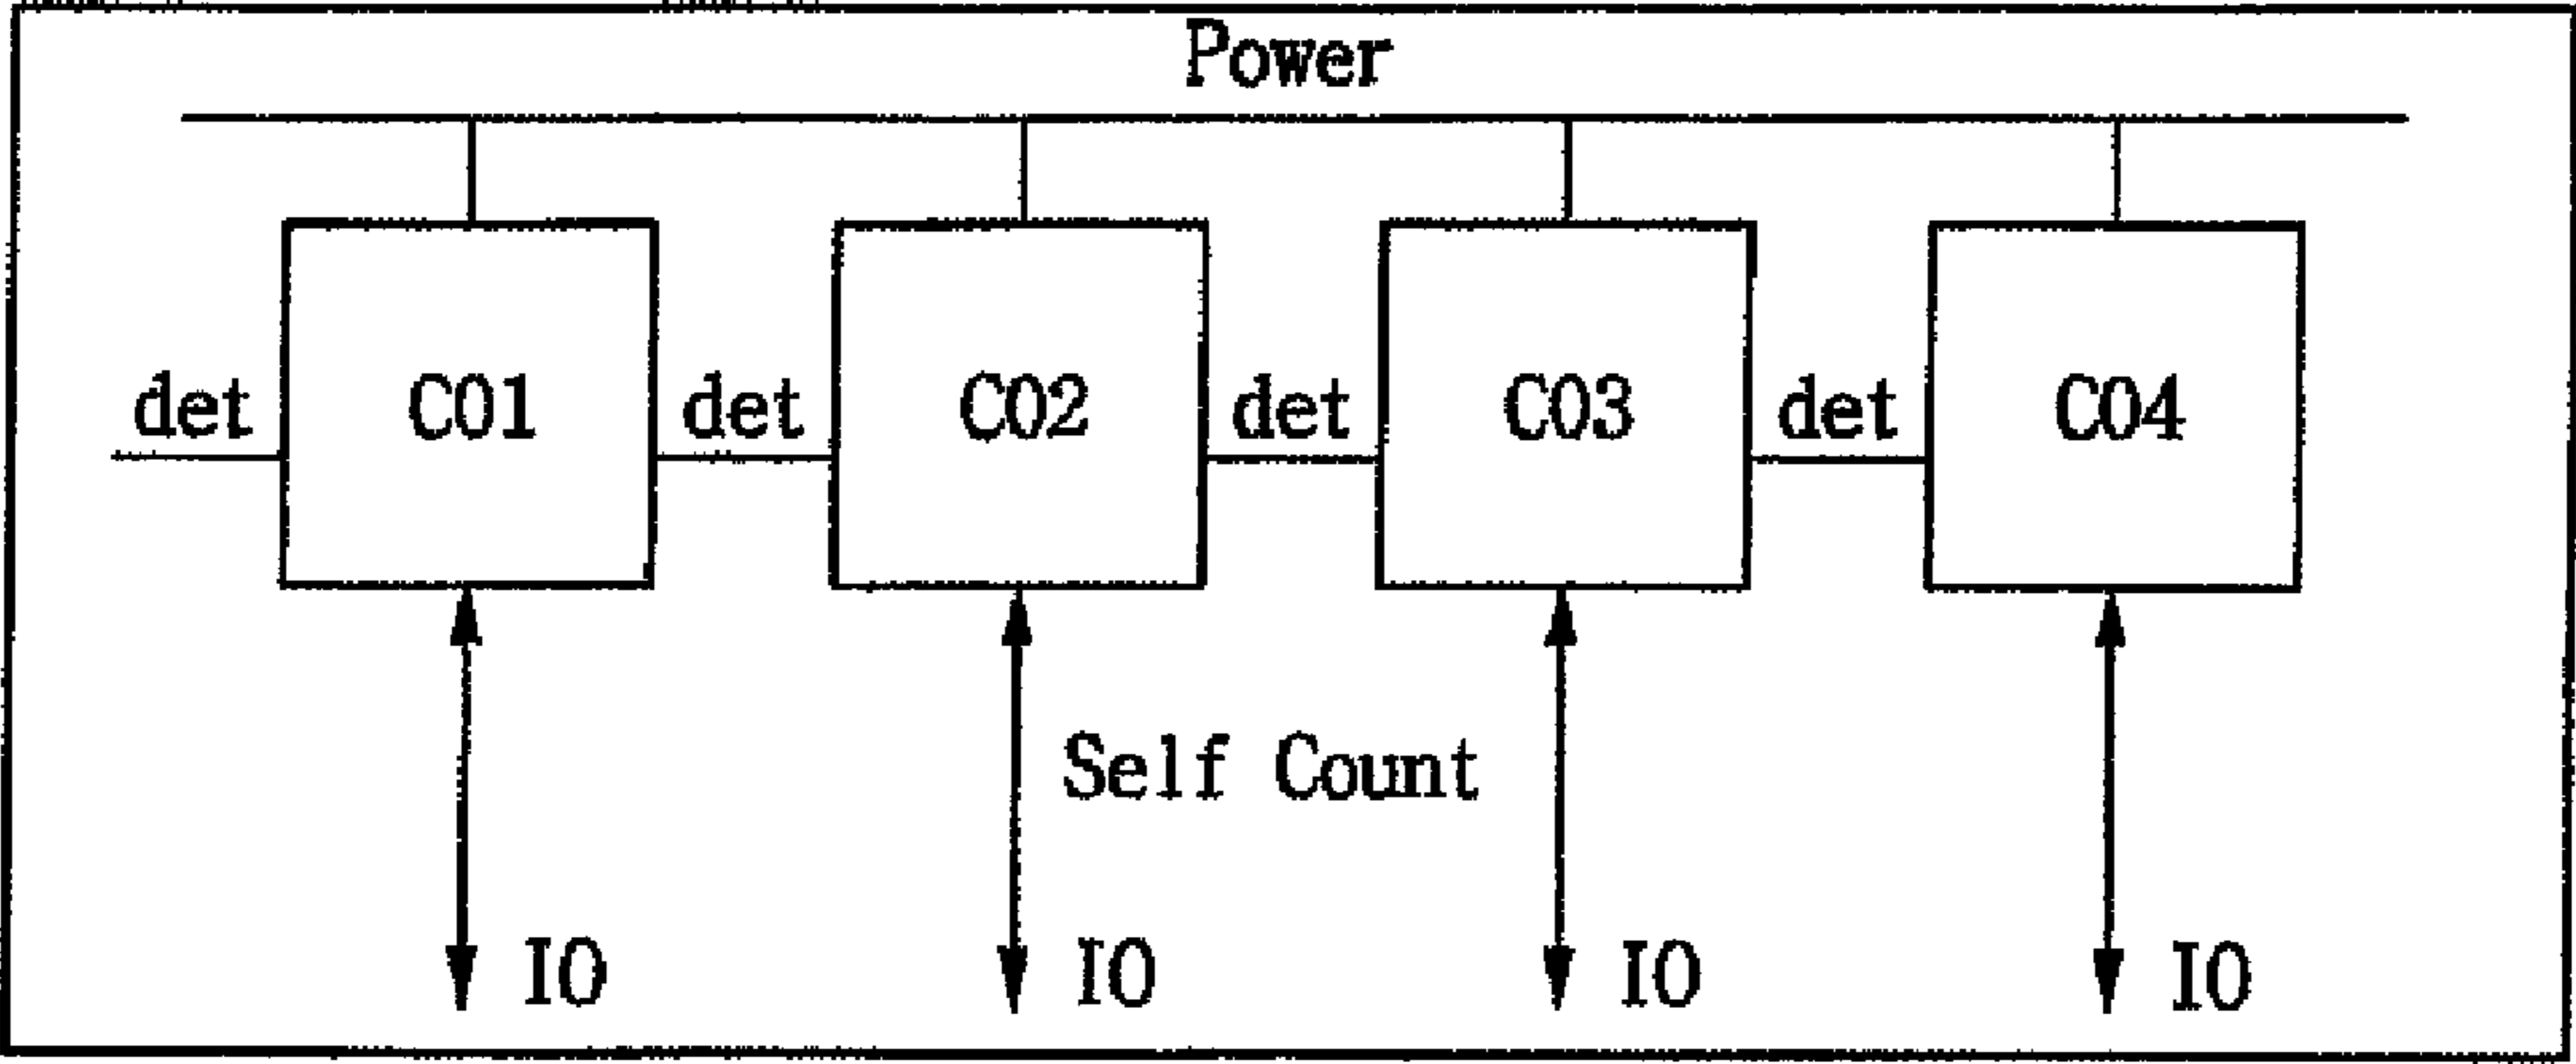 Power
det C01 det C02 det C03 det C04
Self Count
IO IO IO IO